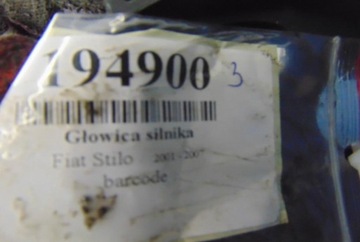 194900 3
Głowica silnika
Fiat Stilo 2001 - 2007
barcode